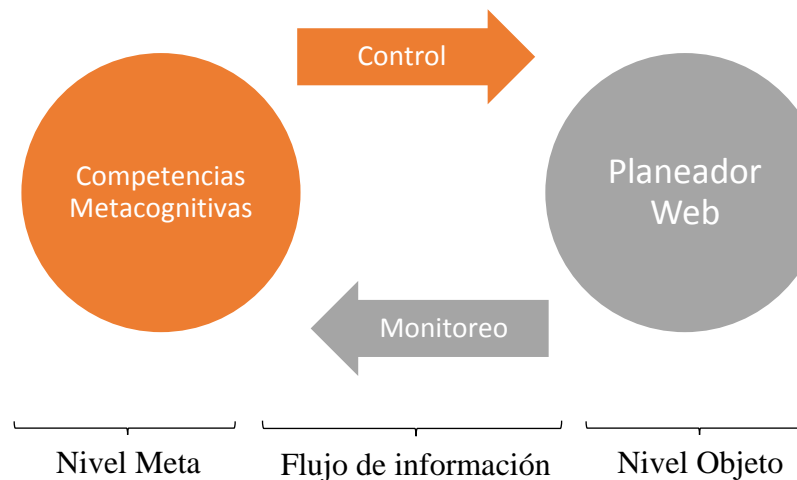 Control
Competencias
Metacognitivas
Planeador
Web
Monitoreo
Nivel Meta
Flujo de información
Nivel Objeto